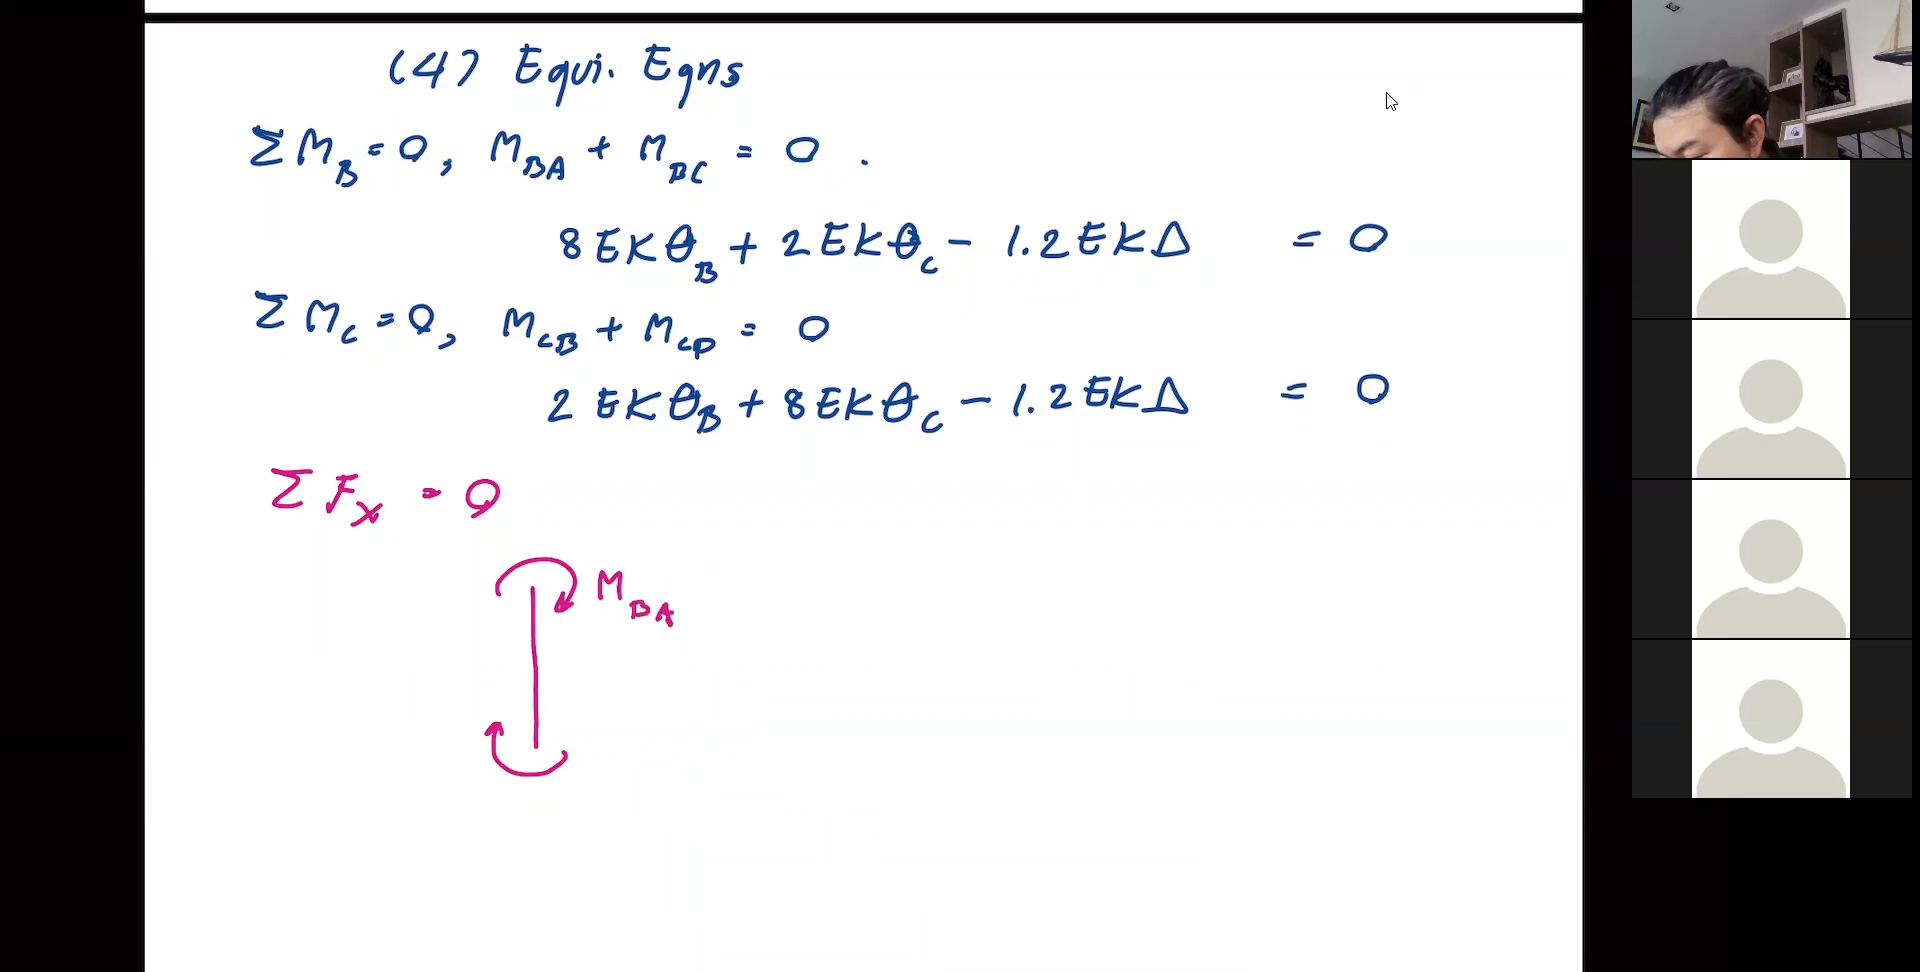 (4) Equi. Eqns
ΣM_B = 0, M_BA + M_BC = 0 .
8EKθ_B + 2EKθ_C − 1.2EKΔ = 0
ΣM_C = 0, M_CB + M_CD = 0
2EKθ_B + 8EKθ_C − 1.2EKΔ = 0
ΣF_x = 0
M_BA